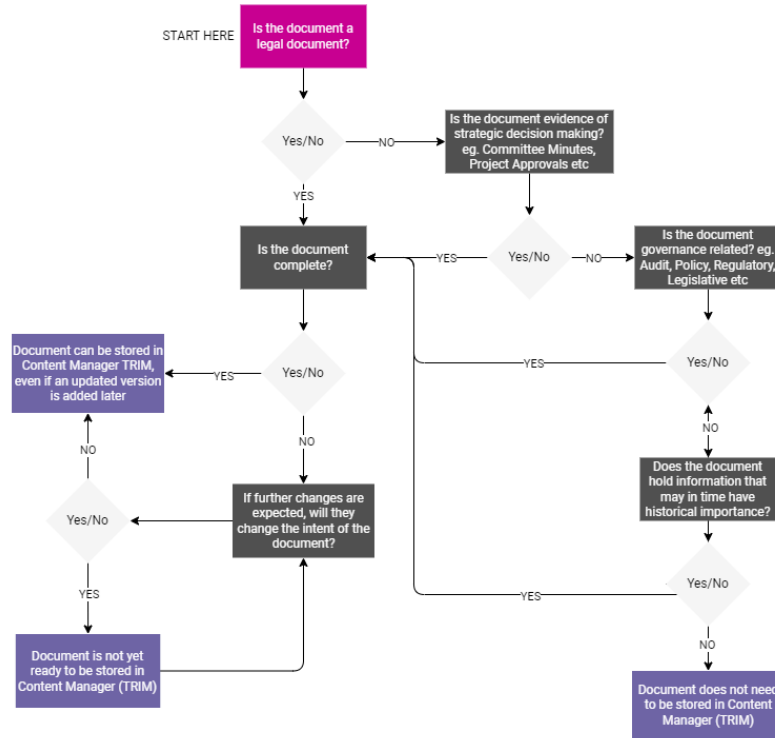 START HERE
Is the document a
legal document?
Yes/No
NO
Is the document evidence of
strategic decision making?
eg. Committee Minutes,
Project Approvals etc
YES
Is the document
complete?
YES
Yes/No
NO
Is the document
governance related? eg.
Audit, Policy, Regulatory,
Legislative etc
Document can be stored in
Content Manager TRIM,
even if an updated version
is added later
YES
Yes/No
YES
Yes/No
NO
NO
NO
If further changes are
expected, will they
change the intent of the
document?
Does the document
hold information that
may in time have
historical importance?
Yes/No
YES
YES
Yes/No
NO
Document is not yet
ready to be stored in
Content Manager (TRIM)
Document does not need
to be stored in Content
Manager (TRIM)